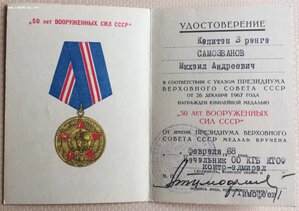 "50 лет ВООРУЖЕННЫХ СИЛ СССР"
УДОСТОВЕРЕНИЕ
Капитан 3 ранга
САМОЗВАНОВ
Михаил Андреевич
В СООТВЕТСТВИИ С УКАЗОМ ПРЕЗИДИУМА
ВЕРХОВНОГО СОВЕТА СССР
ОТ 26 ДЕКАБРЯ 1967 ГОДА
НАГРАЖДЕН ЮБИЛЕЙНОЙ МЕДАЛЬЮ
"50 ЛЕТ ВООРУЖЕННЫХ
СИЛ СССР"
ОТ ИМЕНИ ПРЕЗИДИУМА ВЕРХОВНОГО
СОВЕТА СССР МЕДАЛЬ ВРУЧЕНА
февраля 68
Начальник ОО КГБ КТОФ
контр-адмирал